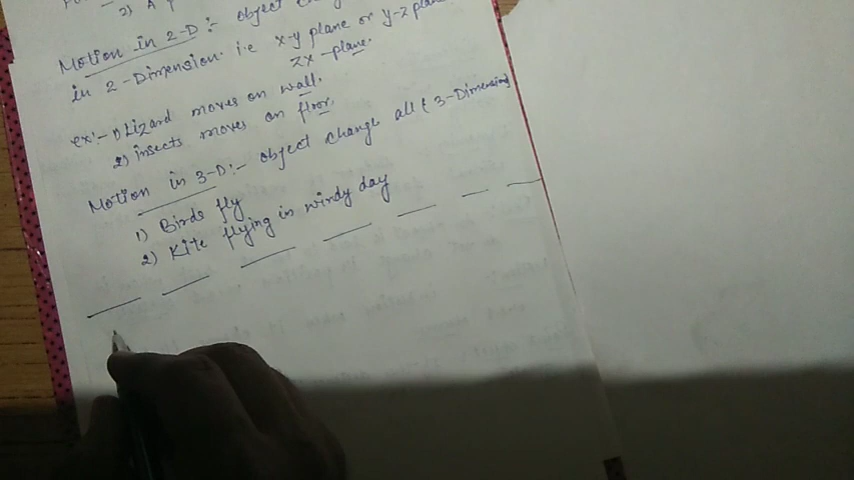 2) A
Motion in 2-D :- object
in 2-Dimension. i.e x-y plane or y-z plane
zx-plane.
ex:- 1) Lizard moves on wall.
2) insects moves on floor.
Motion in 3-D :- object change all (3-Dimension)
1) Birds fly
2) Kite flying in windy day